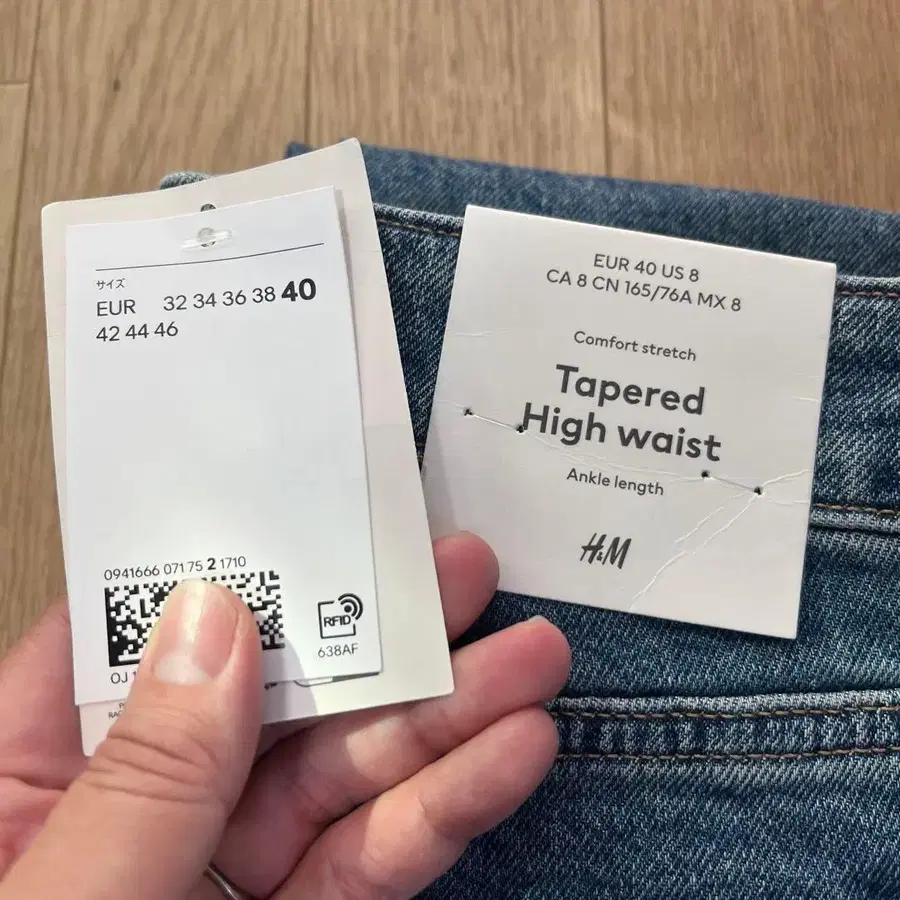 サイズ
EUR 32 34 36 38 40
42 44 46
0941666 071 75 2 1710
RFID
638AF
OJ
EUR 40 US 8
CA 8 CN 165/76A MX 8
Comfort stretch
Tapered
High waist
Ankle length
H&M